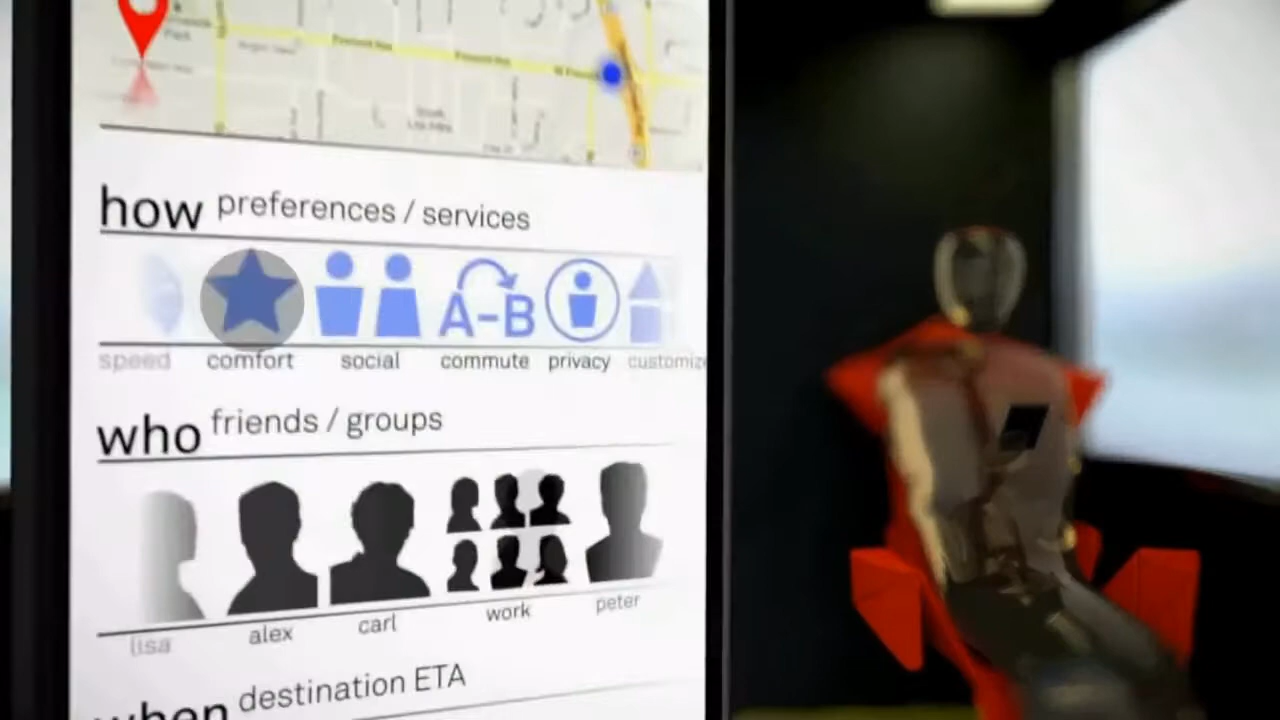 how preferences / services
A-B
speed comfort social commute privacy customize
who friends / groups
lisa alex carl work peter
when destination ETA